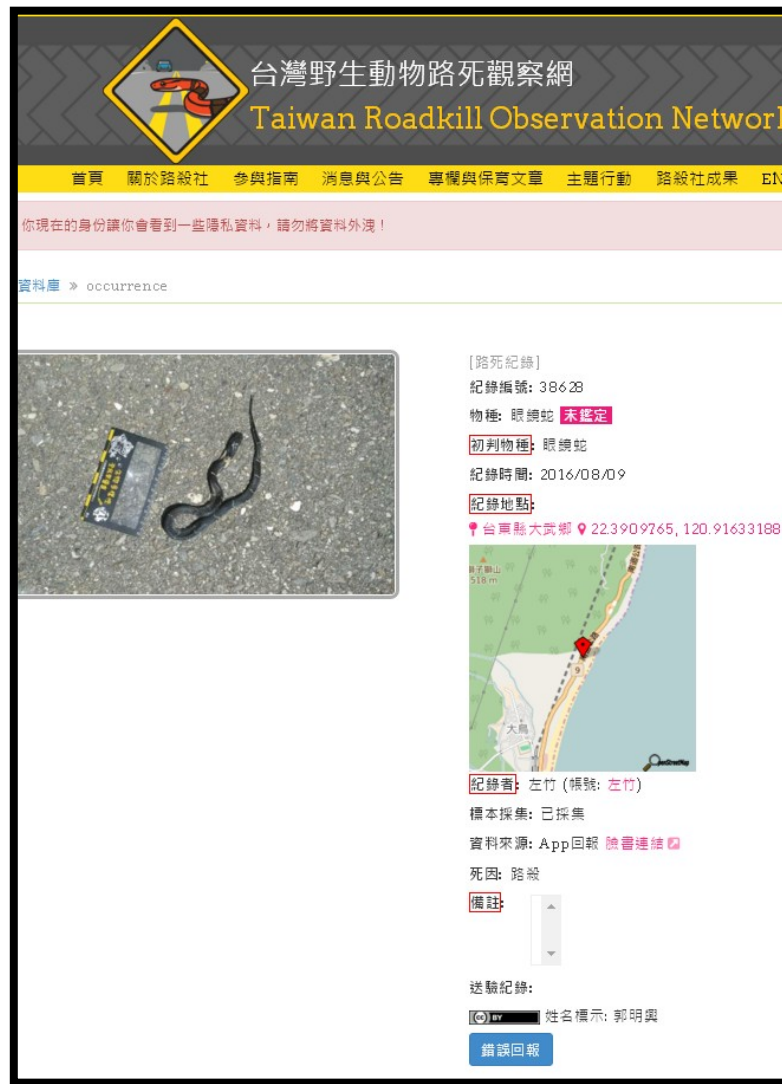 台灣野生動物路死觀察網
Taiwan Roadkill Observation Network
首頁 關於路殺社 參與指南 消息與公告 專欄與保育文章 主題行動 路殺社成果 EN
你現在的身份讓你會看到一些隱私資料，請勿將資料外洩！
資料庫 » occurrence
[路死紀錄]
紀錄編號: 38628
物種: 眼鏡蛇 未鑑定
初判物種: 眼鏡蛇
紀錄時間: 2016/08/09
紀錄地點:
台東縣大武鄉 22.3909765, 120.91633188
518 m
9
大鳥
OpenStreetMap
紀錄者: 左竹 (帳號: 左竹)
標本採集: 已採集
資料來源: App回報 臉書連結
死因: 路殺
備註:
送驗紀錄:
(cc) BY 姓名標示: 郭明興
錯誤回報